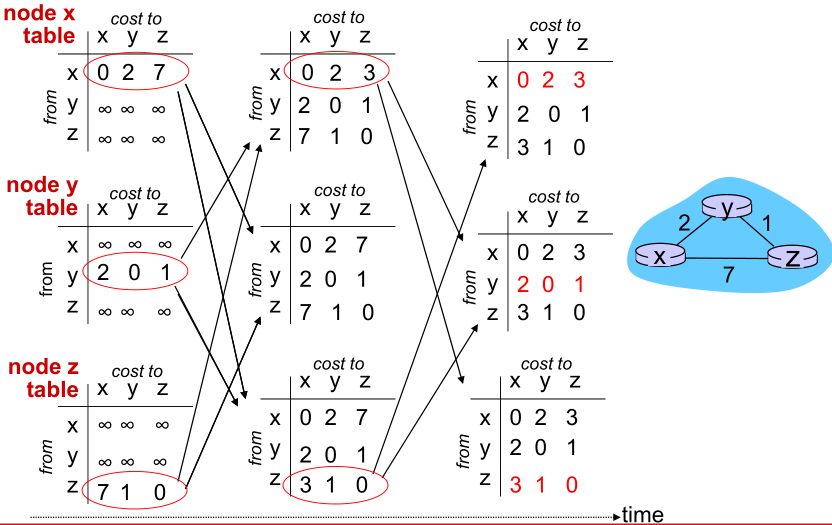 node x table
cost to
x y z
from
x 0 2 7
y ∞ ∞ ∞
z ∞ ∞ ∞
cost to
x y z
from
x 0 2 3
y 2 0 1
z 7 1 0
cost to
x y z
from
x 0 2 3
y 2 0 1
z 3 1 0
node y table
cost to
x y z
from
x ∞ ∞ ∞
y 2 0 1
z ∞ ∞ ∞
cost to
x y z
from
x 0 2 7
y 2 0 1
z 7 1 0
cost to
x y z
from
x 0 2 3
y 2 0 1
z 3 1 0
node z table
cost to
x y z
from
x ∞ ∞ ∞
y ∞ ∞ ∞
z 7 1 0
cost to
x y z
from
x 0 2 7
y 2 0 1
z 3 1 0
cost to
x y z
from
x 0 2 3
y 2 0 1
z 3 1 0
y
2 1
x z
7
time